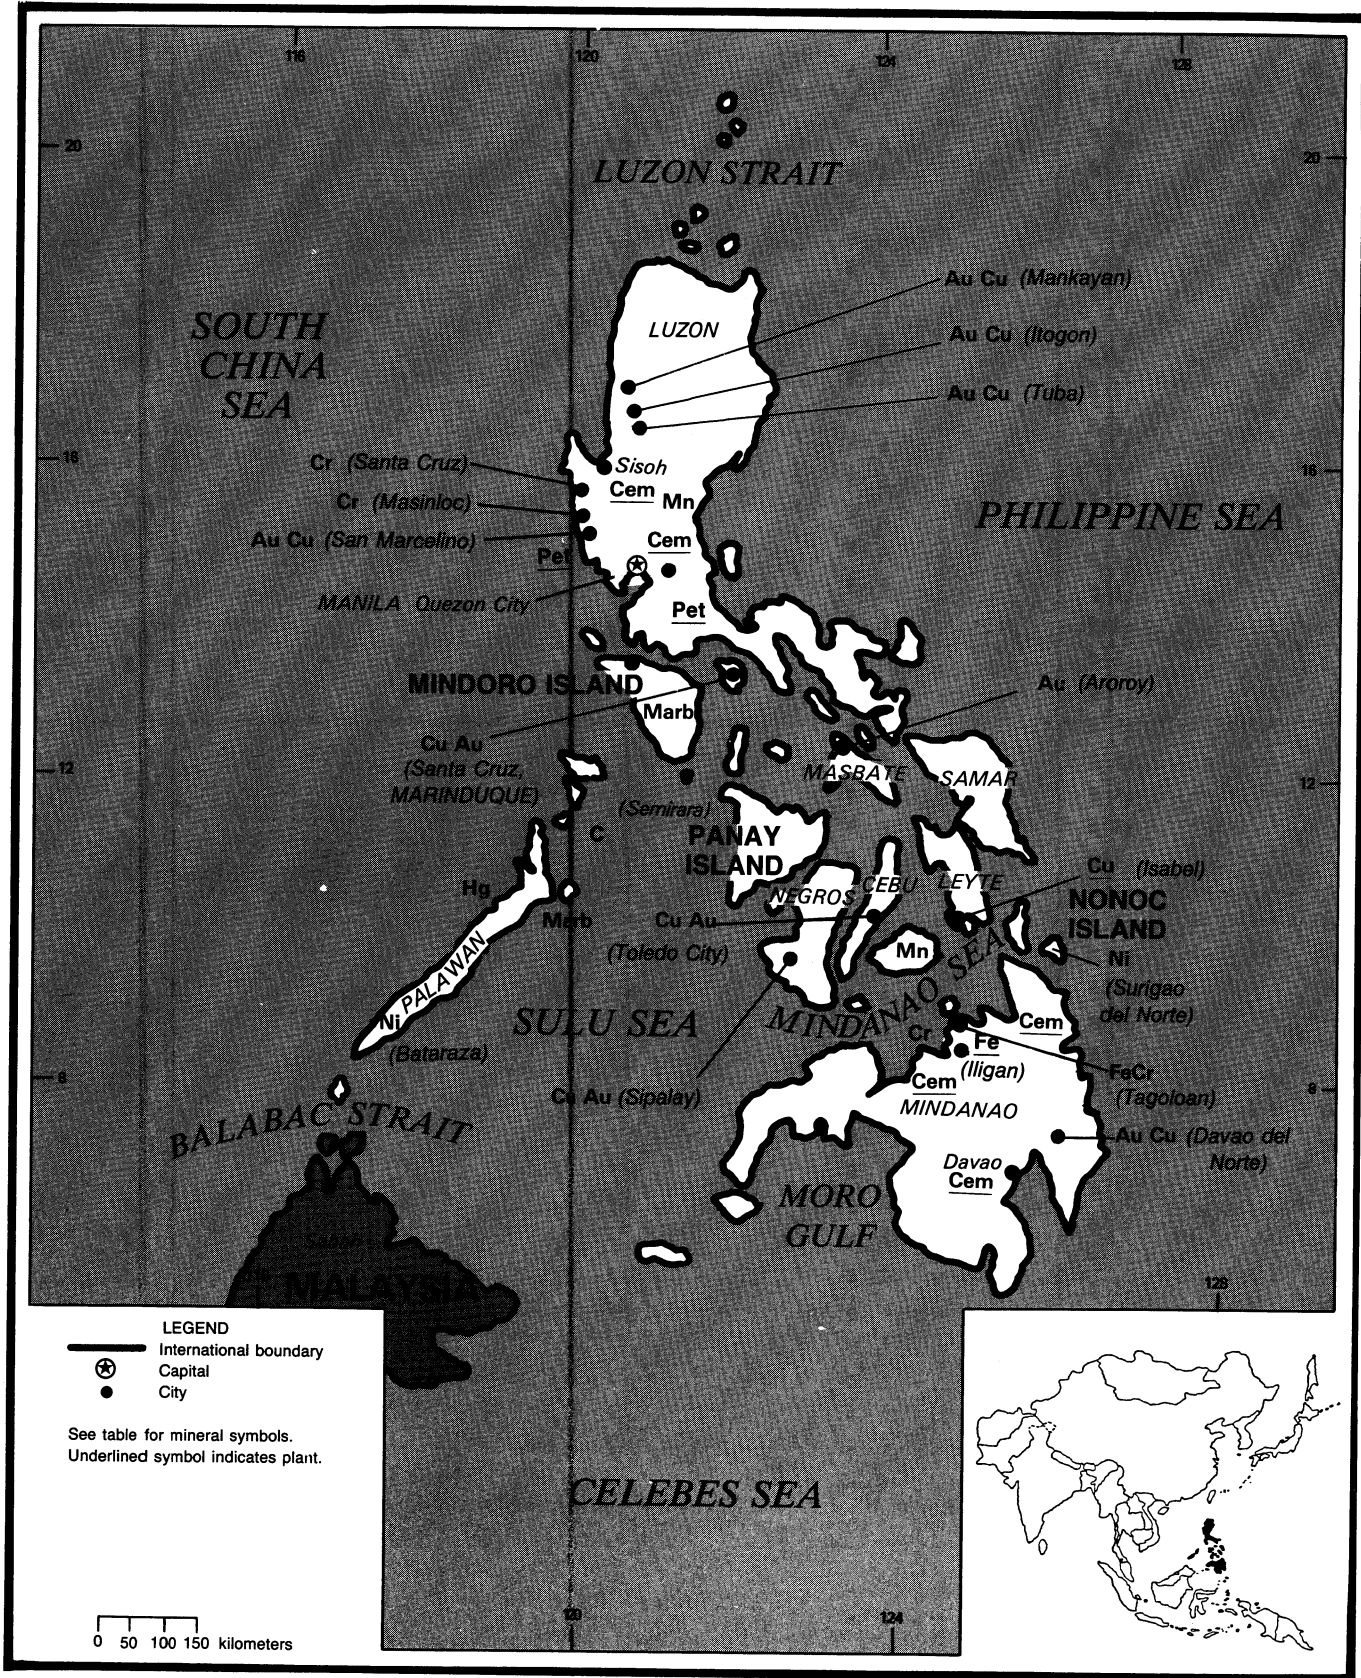 116
120
124
128
20
20
LUZON STRAIT
Au Cu (Mankayan)
SOUTH
CHINA
SEA
LUZON
Au Cu (Itogon)
Au Cu (Tuba)
16
16
Cr (Santa Cruz)
Sisoh
Cem
Mn
Cr (Masinloc)
PHILIPPINE SEA
Au Cu (San Marcelino)
Cem
Pet
MANILA Quezon City
Pet
MINDORO ISLAND
Au (Aroroy)
Marb
Cu Au
(Santa Cruz,
MARINDUQUE)
12
12
MASBATE
SAMAR
(Semirara)
C
PANAY
ISLAND
Cu (Isabel)
Hg
NEGROS
CEBU
LEYTE
NONOC
ISLAND
Marb
Cu Au
(Toledo City)
Mn
Ni
(Surigao
del Norte)
PALAWAN
MINDANAO SEA
SULU SEA
Ni
(Bataraza)
Cr
Cem
Fe
(Iligan)
FeCr
(Tagoloan)
8
8
Cu Au (Sipalay)
Cem
MINDANAO
BALABAC STRAIT
Au Cu (Davao del
Norte)
Davao
Cem
MORO
GULF
MALAYSIA
126
LEGEND
International boundary
Capital
City
See table for mineral symbols.
Underlined symbol indicates plant.
CELEBES SEA
120
124
0 50 100 150 kilometers